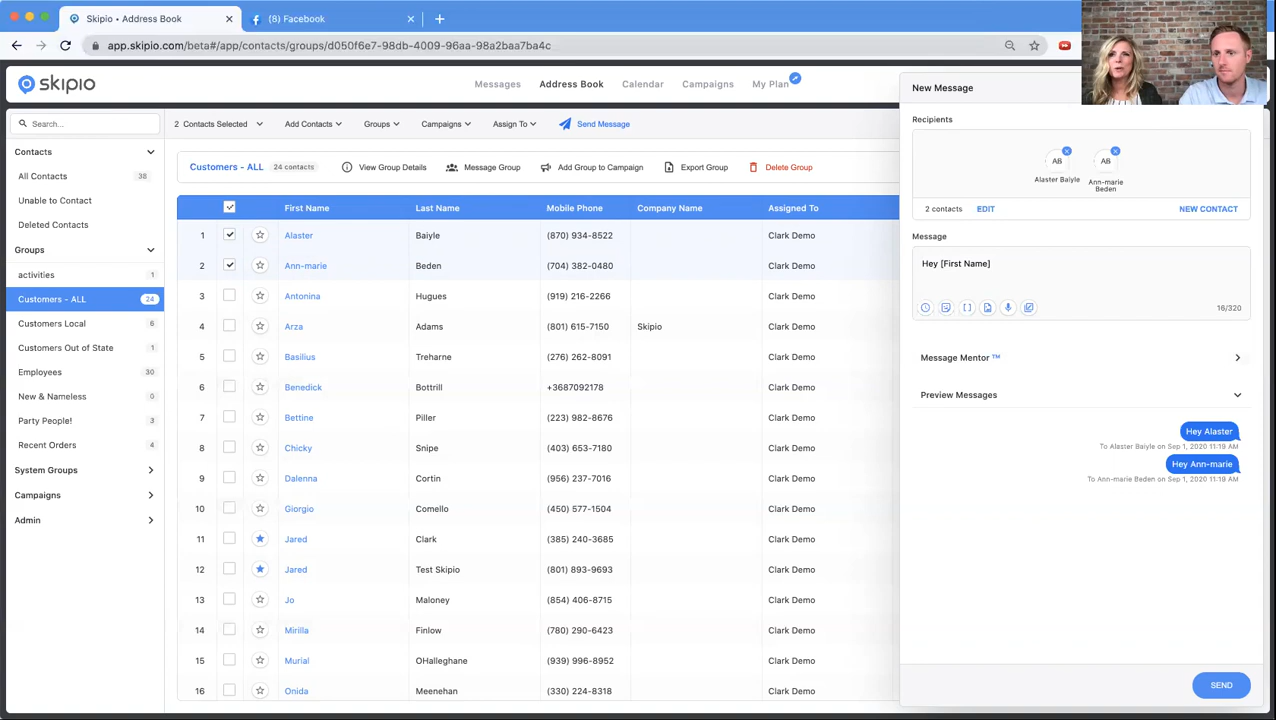 Skipio • Address Book
(8) Facebook
app.skipio.com/beta#/app/contacts/groups/d050f6e7-98db-4009-96aa-98a2baa7ba4c
skipio
Messages Address Book Calendar Campaigns My Plan
Search...
Contacts
All Contacts 38
Unable to Contact
Deleted Contacts
Groups
activities 1
Customers - ALL 24
Customers Local 6
Customers Out of State 1
Employees 30
New & Nameless 0
Party People! 3
Recent Orders 4
System Groups
Campaigns
Admin
2 Contacts Selected Add Contacts Groups Campaigns Assign To Send Message
Customers - ALL 24 contacts View Group Details Message Group Add Group to Campaign Export Group Delete Group
First Name Last Name Mobile Phone Company Name Assigned To
1 Alaster Baiyle (870) 934-8522 Clark Demo
2 Ann-marie Beden (704) 382-0480 Clark Demo
3 Antonina Hugues (919) 216-2266 Clark Demo
4 Arza Adams (801) 615-7150 Skipio Clark Demo
5 Basilius Treharne (276) 262-8091 Clark Demo
6 Benedick Bottrill +3687092178 Clark Demo
7 Bettine Piller (223) 982-8676 Clark Demo
8 Chicky Snipe (403) 653-7180 Clark Demo
9 Dalenna Cortin (956) 237-7016 Clark Demo
10 Giorgio Comello (450) 577-1504 Clark Demo
11 Jared Clark (385) 240-3685 Clark Demo
12 Jared Test Skipio (801) 893-9693 Clark Demo
13 Jo Maloney (854) 406-8715 Clark Demo
14 Mirilla Finlow (780) 290-6423 Clark Demo
15 Murial OHalleghane (939) 996-8952 Clark Demo
16 Onida Meenehan (330) 224-8318 Clark Demo
New Message
Recipients
AB AB
Alaster Baiyle Ann-marie
Beden
2 contacts EDIT NEW CONTACT
Message
Hey [First Name]
16/320
Message Mentor ™
Preview Messages
Hey Alaster
To Alaster Baiyle on Sep 1, 2020 11:19 AM
Hey Ann-marie
To Ann-marie Beden on Sep 1, 2020 11:19 AM
SEND